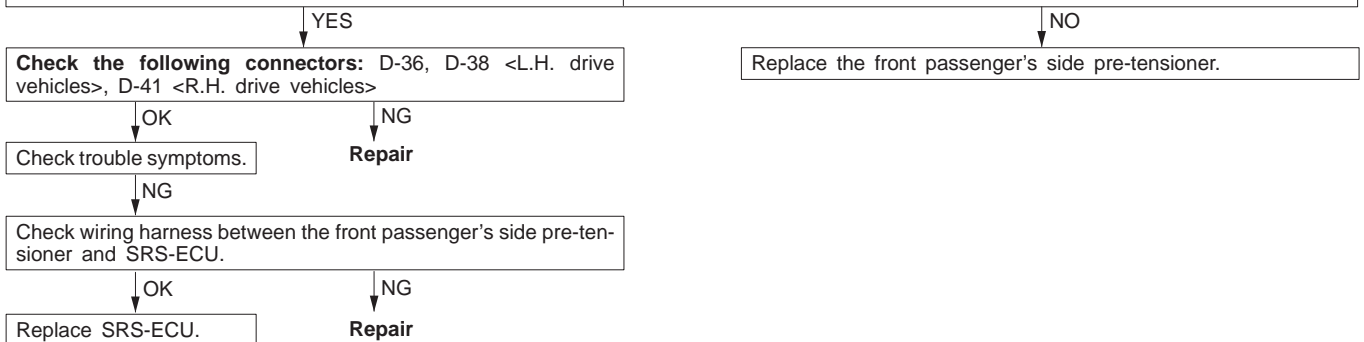 YES
NO
Check the following connectors: D-36, D-38 <L.H. drive
vehicles>, D-41 <R.H. drive vehicles>
Replace the front passenger's side pre-tensioner.
OK
NG
Check trouble symptoms.
Repair
NG
Check wiring harness between the front passenger's side pre-ten-
sioner and SRS-ECU.
OK
NG
Replace SRS-ECU.
Repair